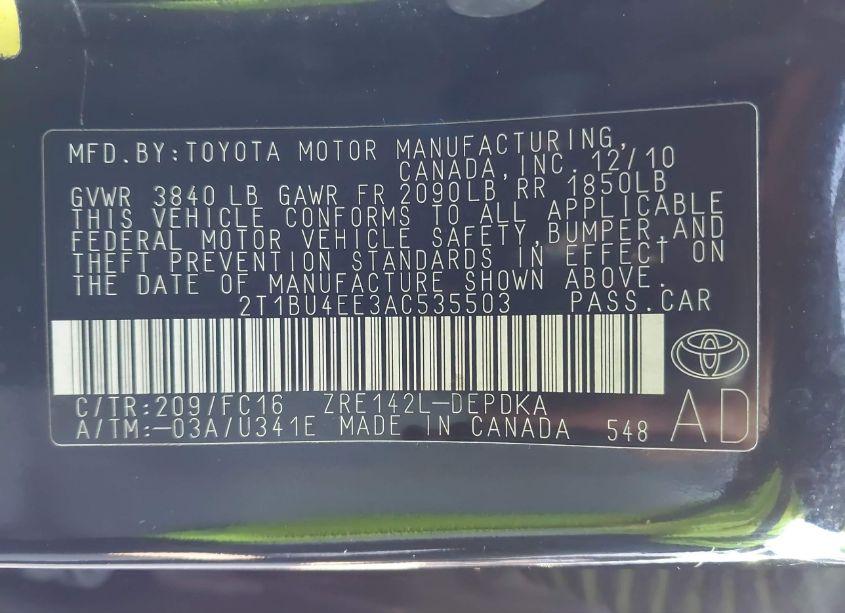 MFD.BY:TOYOTA MOTOR MANUFACTURING,
CANADA,INC. 12/10
GVWR 3840 LB GAWR FR 2090LB RR 1850LB
THIS VEHICLE CONFORMS TO ALL APPLICABLE
FEDERAL MOTOR VEHICLE SAFETY,BUMPER,AND
THEFT PREVENTION STANDARDS IN EFFECT ON
THE DATE OF MANUFACTURE SHOWN ABOVE.
2T1BU4EE3AC535503 PASS.CAR
C/TR:209/FC16 ZRE142L-DEPDKA
A/TM:-03A/U341E MADE IN CANADA 548 AD